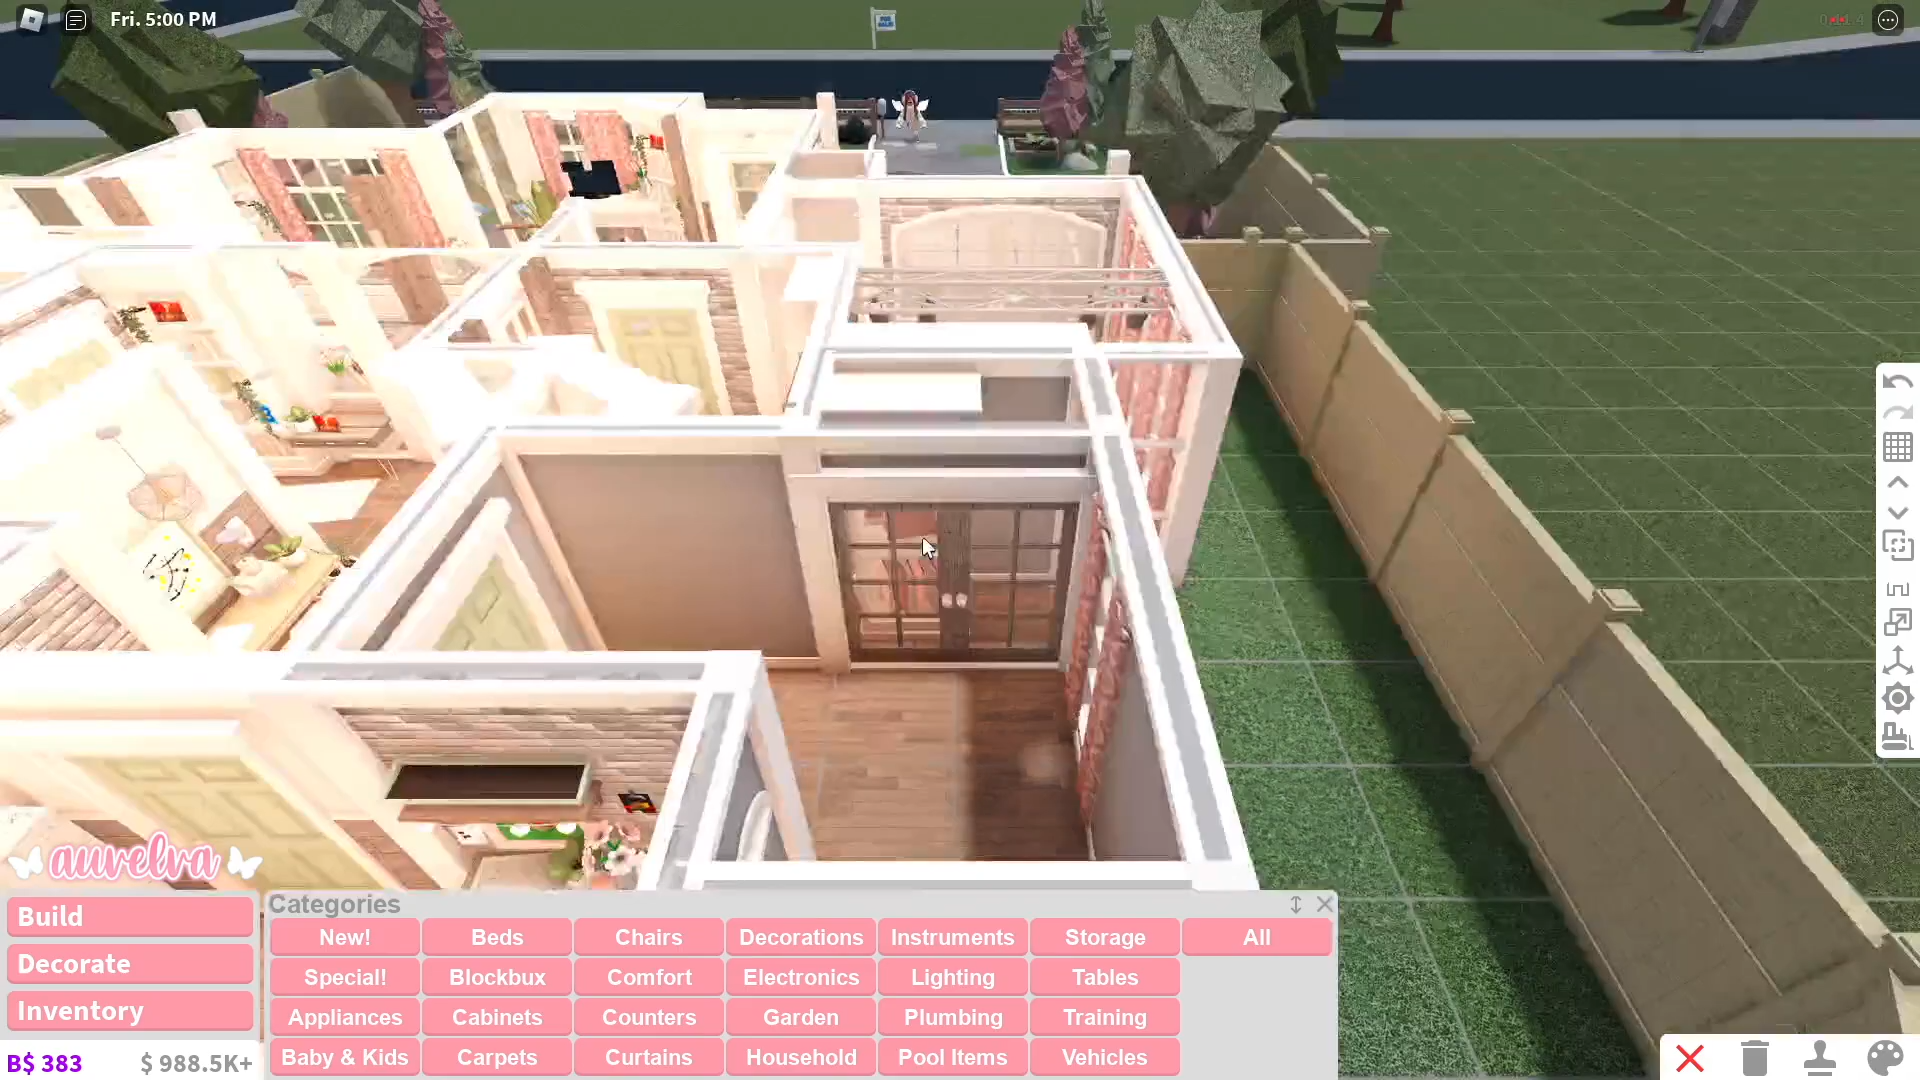 Fri. 5:00 PM
FOR SALE!
aurelva
Build
Decorate
Inventory
B$ 383
$ 988.5K+
Categories
New!
Beds
Chairs
Decorations
Instruments
Storage
All
Special!
Blockbux
Comfort
Electronics
Lighting
Tables
Appliances
Cabinets
Counters
Garden
Plumbing
Training
Baby & Kids
Carpets
Curtains
Household
Pool Items
Vehicles